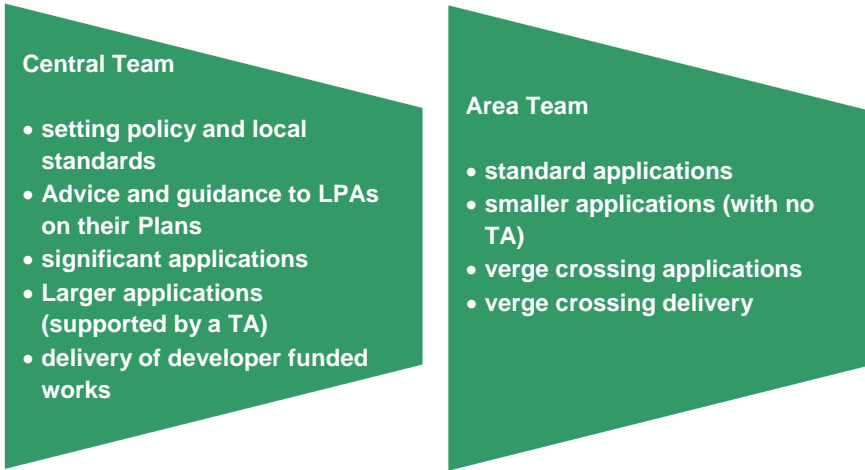 Central Team
• setting policy and local
standards
• Advice and guidance to LPAs
on their Plans
• significant applications
• Larger applications
(supported by a TA)
• delivery of developer funded
works
Area Team
• standard applications
• smaller applications (with no
TA)
• verge crossing applications
• verge crossing delivery